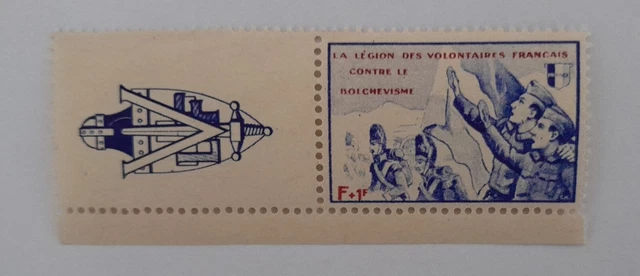 LA LÉGION DES VOLONTAIRES FRANCAIS
CONTRE LE
BOLCHEVISME
F+1F